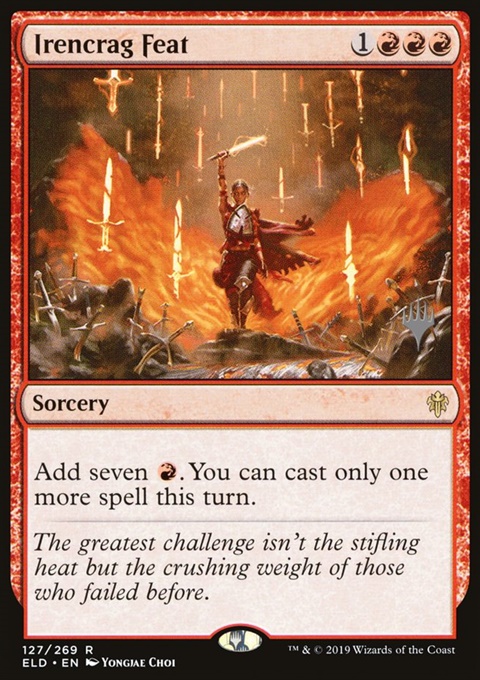 Irencrag Feat 1
Sorcery
Add seven . You can cast only one
more spell this turn.
The greatest challenge isn't the stifling
heat but the crushing weight of those
who failed before.
127/269 R
ELD • EN Yongjae Choi
™ & © 2019 Wizards of the Coast